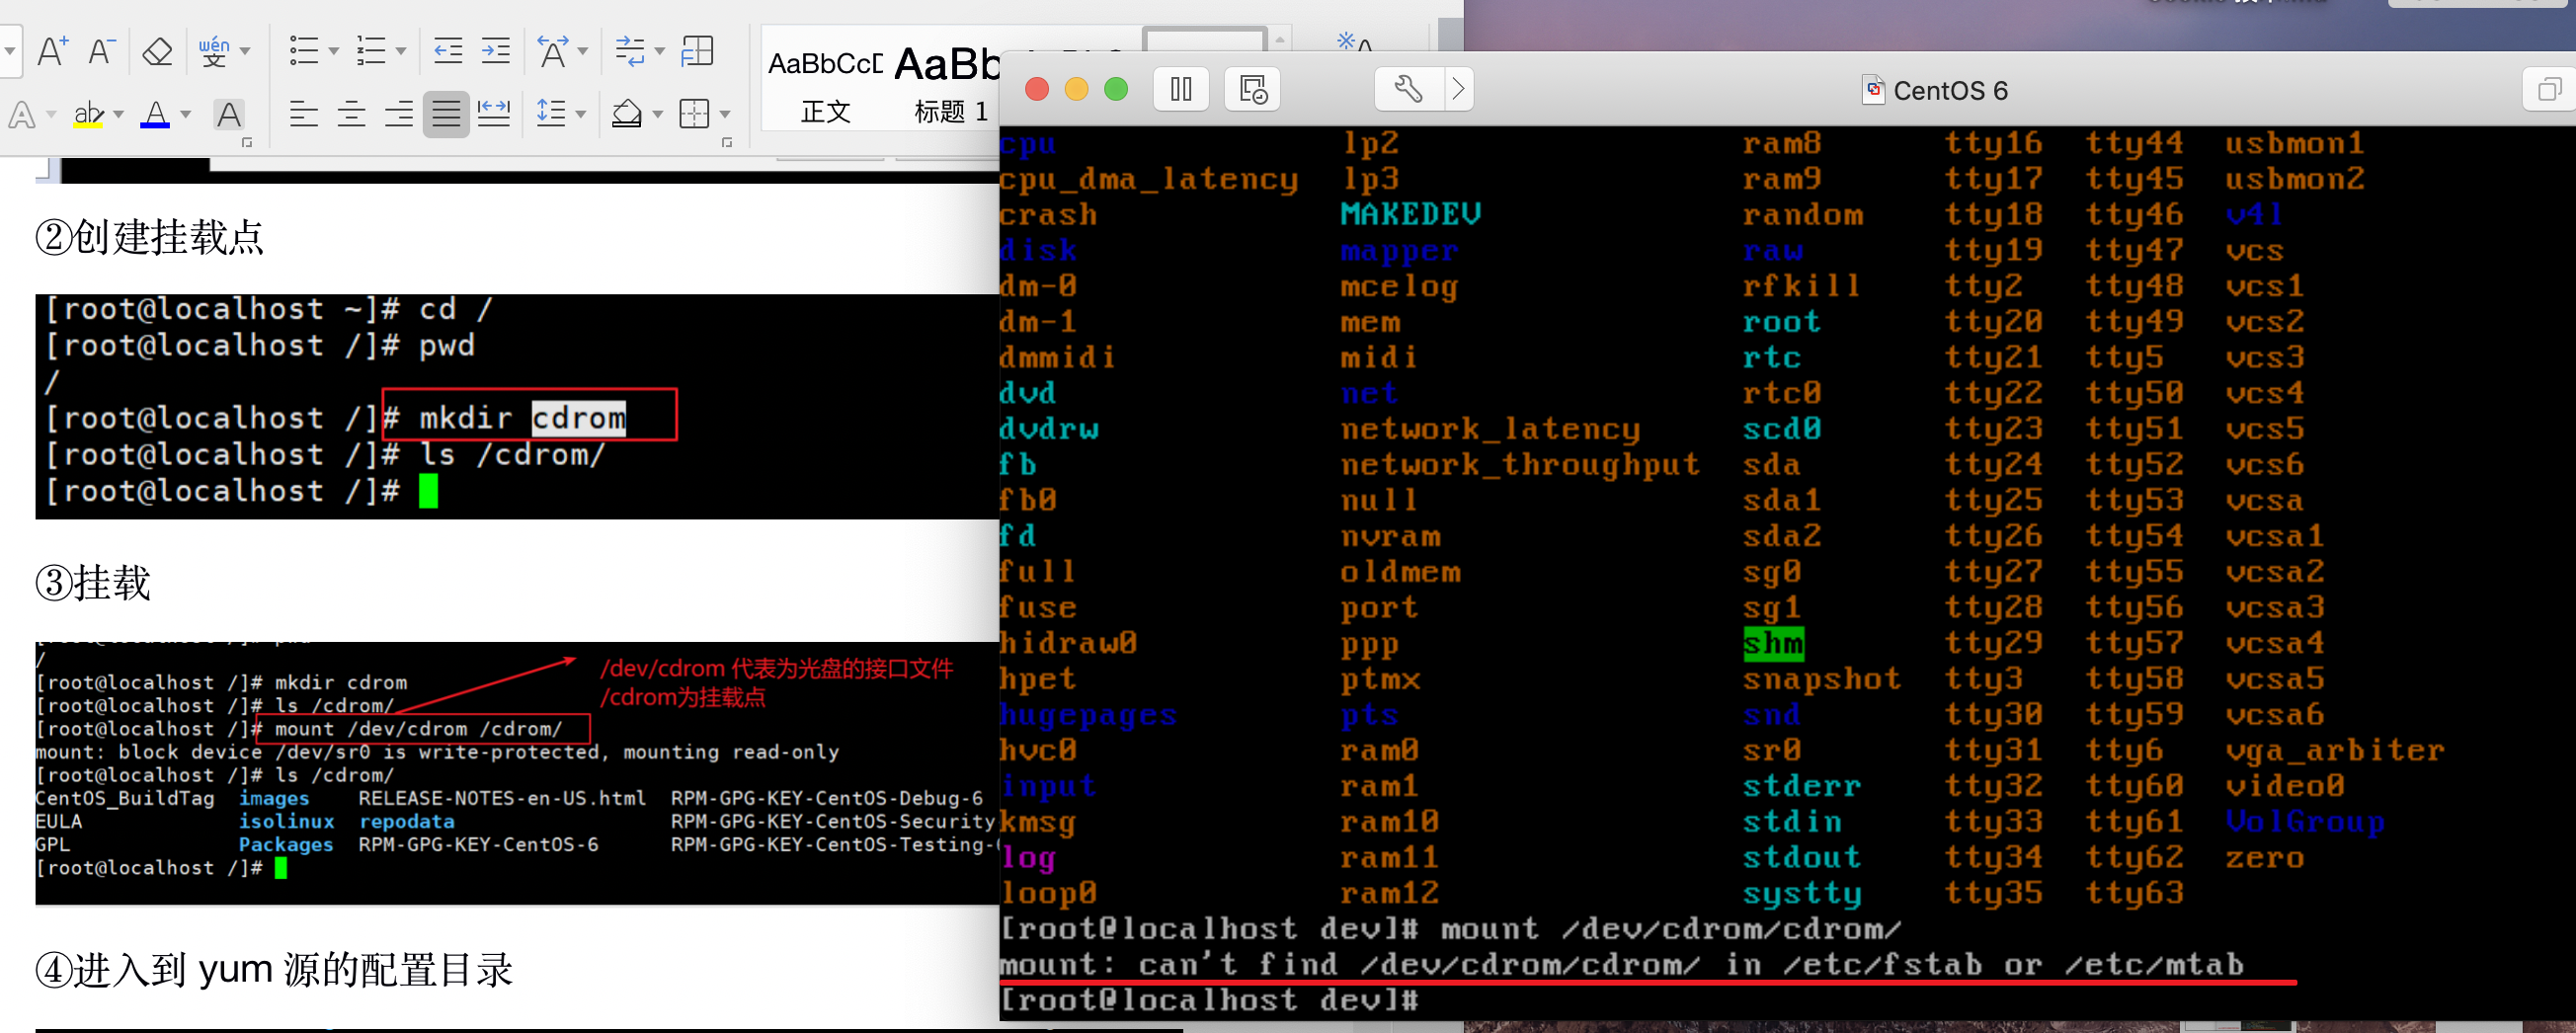 wén
变
AaBbCcD AaBb
正文 标题 1
CentOS 6
②创建挂载点
[root@localhost ~]# cd /
[root@localhost /]# pwd
/
[root@localhost /]# mkdir cdrom
[root@localhost /]# ls /cdrom/
[root@localhost /]#
③挂载
/
[root@localhost /]# mkdir cdrom
[root@localhost /]# ls /cdrom/
[root@localhost /]# mount /dev/cdrom /cdrom/
mount: block device /dev/sr0 is write-protected, mounting read-only
[root@localhost /]# ls /cdrom/
CentOS_BuildTag images RELEASE-NOTES-en-US.html RPM-GPG-KEY-CentOS-Debug-6
EULA isolinux repodata RPM-GPG-KEY-CentOS-Security
GPL Packages RPM-GPG-KEY-CentOS-6 RPM-GPG-KEY-CentOS-Testing-
[root@localhost /]#
/dev/cdrom 代表为光盘的接口文件
/cdrom为挂载点
④进入到 yum 源的配置目录
cpu lp2 ram8 tty16 tty44 usbmon1
cpu_dma_latency lp3 ram9 tty17 tty45 usbmon2
crash MAKEDEV random tty18 tty46 v4l
disk mapper raw tty19 tty47 vcs
dm-0 mcelog rfkill tty2 tty48 vcs1
dm-1 mem root tty20 tty49 vcs2
dmmidi midi rtc tty21 tty5 vcs3
dvd net rtc0 tty22 tty50 vcs4
dvdrw network_latency scd0 tty23 tty51 vcs5
fb network_throughput sda tty24 tty52 vcs6
fb0 null sda1 tty25 tty53 vcsa
fd nvram sda2 tty26 tty54 vcsa1
full oldmem sg0 tty27 tty55 vcsa2
fuse port sg1 tty28 tty56 vcsa3
hidraw0 ppp shm tty29 tty57 vcsa4
hpet ptmx snapshot tty3 tty58 vcsa5
hugepages pts snd tty30 tty59 vcsa6
hvc0 ram0 sr0 tty31 tty6 vga_arbiter
input ram1 stderr tty32 tty60 video0
kmsg ram10 stdin tty33 tty61 VolGroup
log ram11 stdout tty34 tty62 zero
loop0 ram12 systty tty35 tty63
[root@localhost dev]# mount /dev/cdrom/cdrom/
mount: can't find /dev/cdrom/cdrom/ in /etc/fstab or /etc/mtab
[root@localhost dev]#